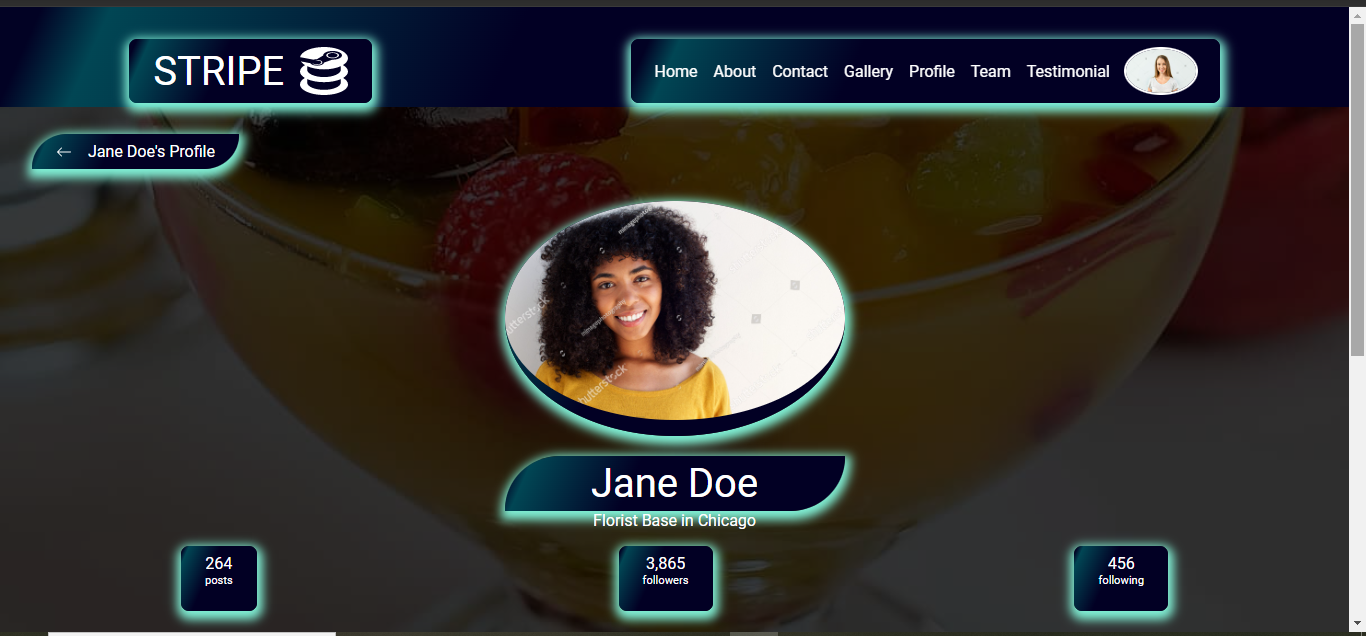 STRIPE
Home About Contact Gallery Profile Team Testimonial
Jane Doe's Profile
Jane Doe
Florist Base in Chicago
264
posts
3,865
followers
456
following